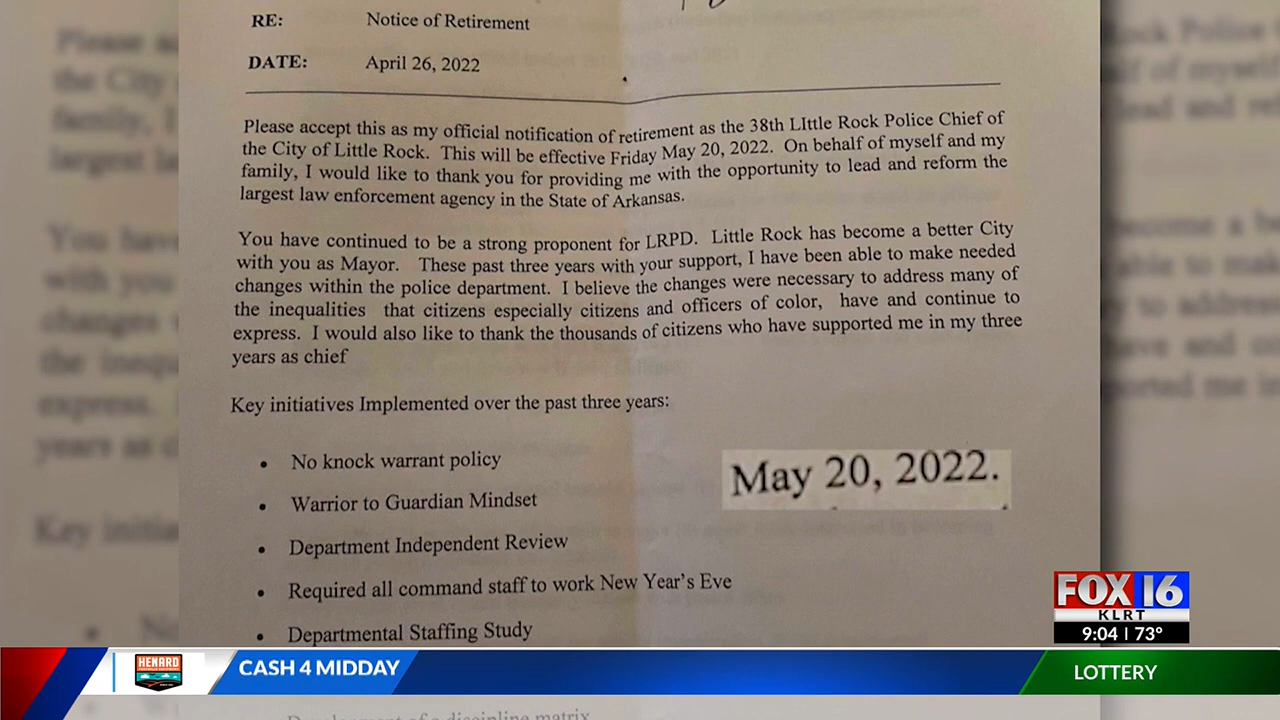 RE: Notice of Retirement
DATE: April 26, 2022
Please accept this as my official notification of retirement as the 38th LIttle Rock Police Chief of
the City of Little Rock. This will be effective Friday May 20, 2022. On behalf of myself and my
family, I would like to thank you for providing me with the opportunity to lead and reform the
largest law enforcement agency in the State of Arkansas.
You have continued to be a strong proponent for LRPD. Little Rock has become a better City
with you as Mayor. These past three years with your support, I have been able to make needed
changes within the police department. I believe the changes were necessary to address many of
the inequalities that citizens especially citizens and officers of color, have and continue to
express. I would also like to thank the thousands of citizens who have supported me in my three
years as chief
Key initiatives Implemented over the past three years:
• No knock warrant policy
• Warrior to Guardian Mindset
• Department Independent Review
• Required all command staff to work New Year's Eve
• Departmental Staffing Study
May 20, 2022.
FOX 16
KLRT
9:04 | 73°
HENARD
CASH 4 MIDDAY
LOTTERY
Development of a discipline matrix